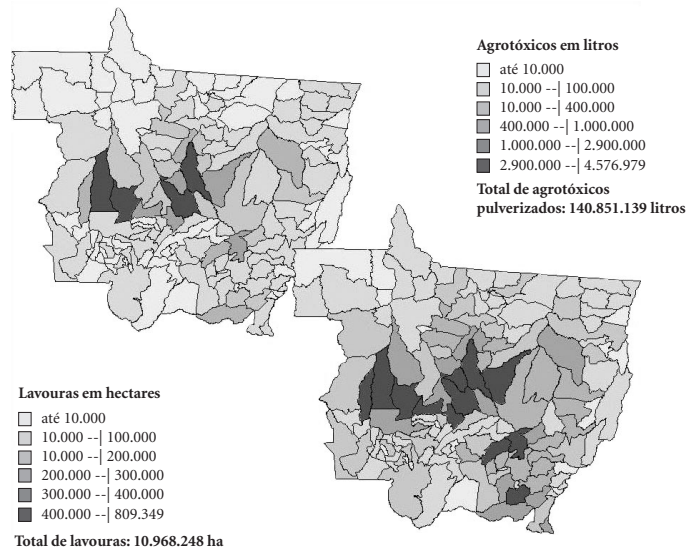 Agrotóxicos em litros
até 10.000
10.000 --| 100.000
10.000 --| 400.000
400.000 --| 1.000.000
1.000.000 --| 2.900.000
2.900.000 --| 4.576.979
Total de agrotóxicos
pulverizados: 140.851.139 litros
Lavouras em hectares
até 10.000
10.000 --| 100.000
10.000 --| 200.000
200.000 --| 300.000
300.000 --| 400.000
400.000 --| 809.349
Total de lavouras: 10.968.248 ha